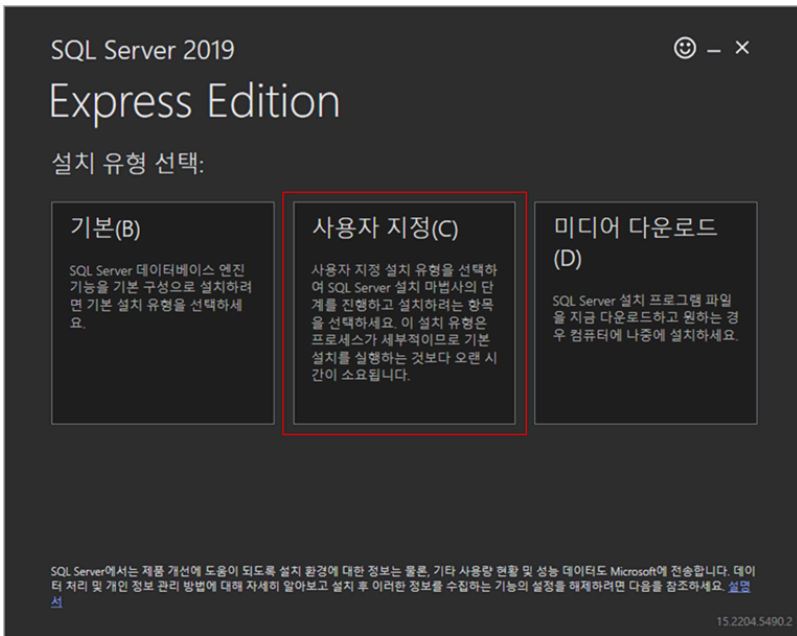 SQL Server 2019
Express Edition
설치 유형 선택:
기본(B)
SQL Server 데이터베이스 엔진
기능을 기본 구성으로 설치하려
면 기본 설치 유형을 선택하세
요.
사용자 지정(C)
사용자 지정 설치 유형을 선택하
여 SQL Server 설치 마법사의 단
계를 진행하고 설치하려는 항목
을 선택하세요. 이 설치 유형은
프로세스가 세부적이므로 기본
설치를 실행하는 것보다 오랜 시
간이 소요됩니다.
미디어 다운로드
(D)
SQL Server 설치 프로그램 파일
을 지금 다운로드하고 원하는 경
우 컴퓨터에 나중에 설치하세요.
SQL Server에서는 제품 개선에 도움이 되도록 설치 환경에 대한 정보는 물론, 기타 사용량 현황 및 성능 데이터도 Microsoft에 전송합니다. 데이
터 처리 및 개인 정보 관리 방법에 대해 자세히 알아보고 설치 후 이러한 정보를 수집하는 기능의 설정을 해제하려면 다음을 참조하세요. 설명
서
15.2204.5490.2